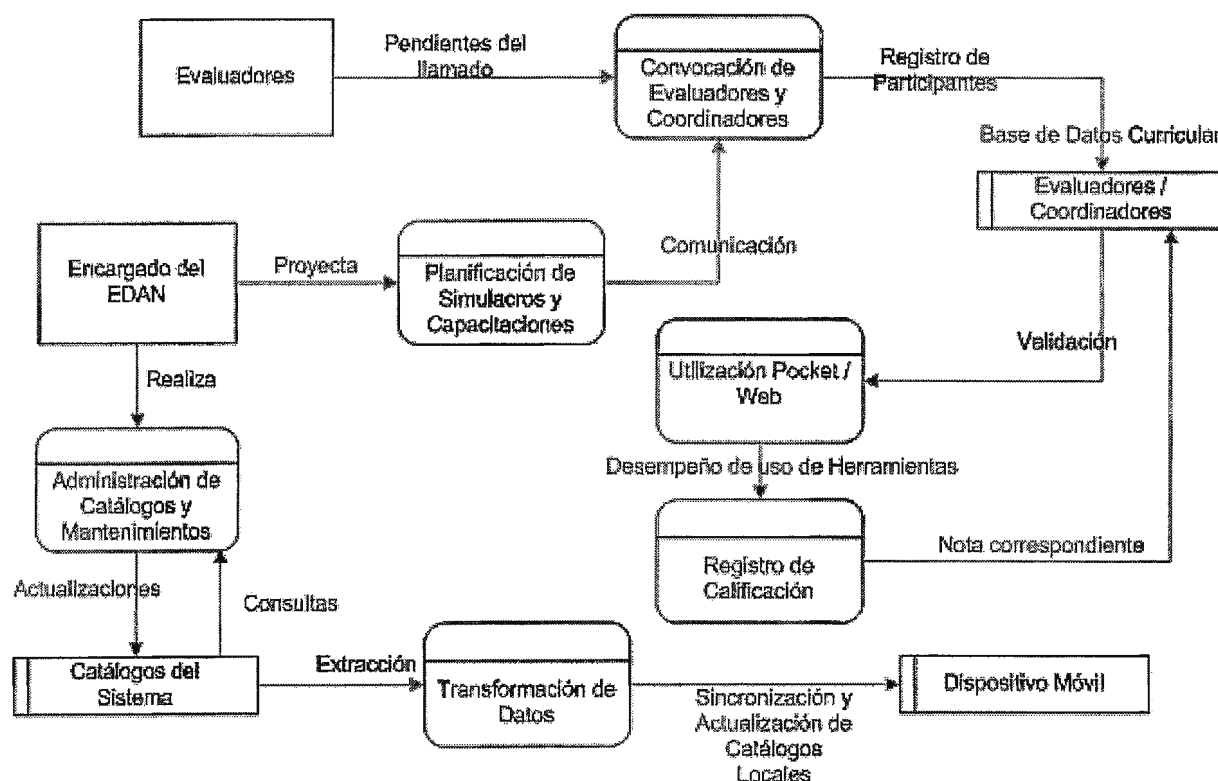 Evaluadores
Pendientes del
llamado
Convocación de
Evaluadores y
Coordinadores
Registro de
Participantes
Base de Datos Curricular
Evaluadores /
Coordinadores
Encargado del
EDAN
Proyecta
Planificación de
Simulacros y
Capacitaciones
Comunicación
Validación
Utilización Pocket /
Web
Realiza
Desempeño de uso de Herramientas
Administración de
Catálogos y
Mantenimientos
Registro de
Calificación
Nota correspondiente
Actualizaciones
Consultas
Catálogos del
Sistema
Extracción
Transformación de
Datos
Sincronización y
Actualización de
Catálogos
Locales
Dispositivo Móvil